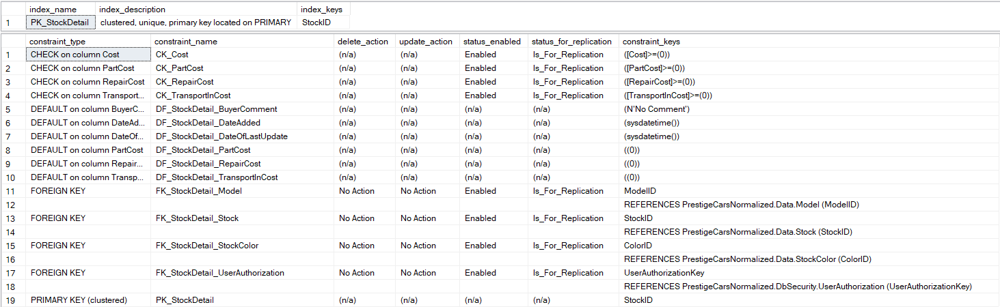 index_name index_description index_keys
1 PK_StockDetail clustered, unique, primary key located on PRIMARY StockID
constraint_type constraint_name delete_action update_action status_enabled status_for_replication constraint_keys
1 CHECK on column Cost CK_Cost (n/a) (n/a) Enabled Is_For_Replication ([Cost]>=(0))
2 CHECK on column PartCost CK_PartCost (n/a) (n/a) Enabled Is_For_Replication ([PartCost]>=(0))
3 CHECK on column RepairCost CK_RepairCost (n/a) (n/a) Enabled Is_For_Replication ([RepairCost]>=(0))
4 CHECK on column Transport... CK_TransportInCost (n/a) (n/a) Enabled Is_For_Replication ([TransportInCost]>=(0))
5 DEFAULT on column BuyerC... DF_StockDetail_BuyerComment (n/a) (n/a) (n/a) (n/a) (N'No Comment')
6 DEFAULT on column DateAd... DF_StockDetail_DateAdded (n/a) (n/a) (n/a) (n/a) (sysdatetime())
7 DEFAULT on column DateOf... DF_StockDetail_DateOfLastUpdate (n/a) (n/a) (n/a) (n/a) (sysdatetime())
8 DEFAULT on column PartCost DF_StockDetail_PartCost (n/a) (n/a) (n/a) (n/a) ((0))
9 DEFAULT on column Repair... DF_StockDetail_RepairCost (n/a) (n/a) (n/a) (n/a) ((0))
10 DEFAULT on column Transp... DF_StockDetail_TransportInCost (n/a) (n/a) (n/a) (n/a) ((0))
11 FOREIGN KEY FK_StockDetail_Model No Action No Action Enabled Is_For_Replication ModelID
12 REFERENCES PrestigeCarsNormalized.Data.Model (ModelID)
13 FOREIGN KEY FK_StockDetail_Stock No Action No Action Enabled Is_For_Replication StockID
14 REFERENCES PrestigeCarsNormalized.Data.Stock (StockID)
15 FOREIGN KEY FK_StockDetail_StockColor No Action No Action Enabled Is_For_Replication ColorID
16 REFERENCES PrestigeCarsNormalized.Data.StockColor (ColorID)
17 FOREIGN KEY FK_StockDetail_UserAuthorization No Action No Action Enabled Is_For_Replication UserAuthorizationKey
18 REFERENCES PrestigeCarsNormalized.DbSecurity.UserAuthorization (UserAuthorizationKey)
19 PRIMARY KEY (clustered) PK_StockDetail (n/a) (n/a) (n/a) (n/a) StockID